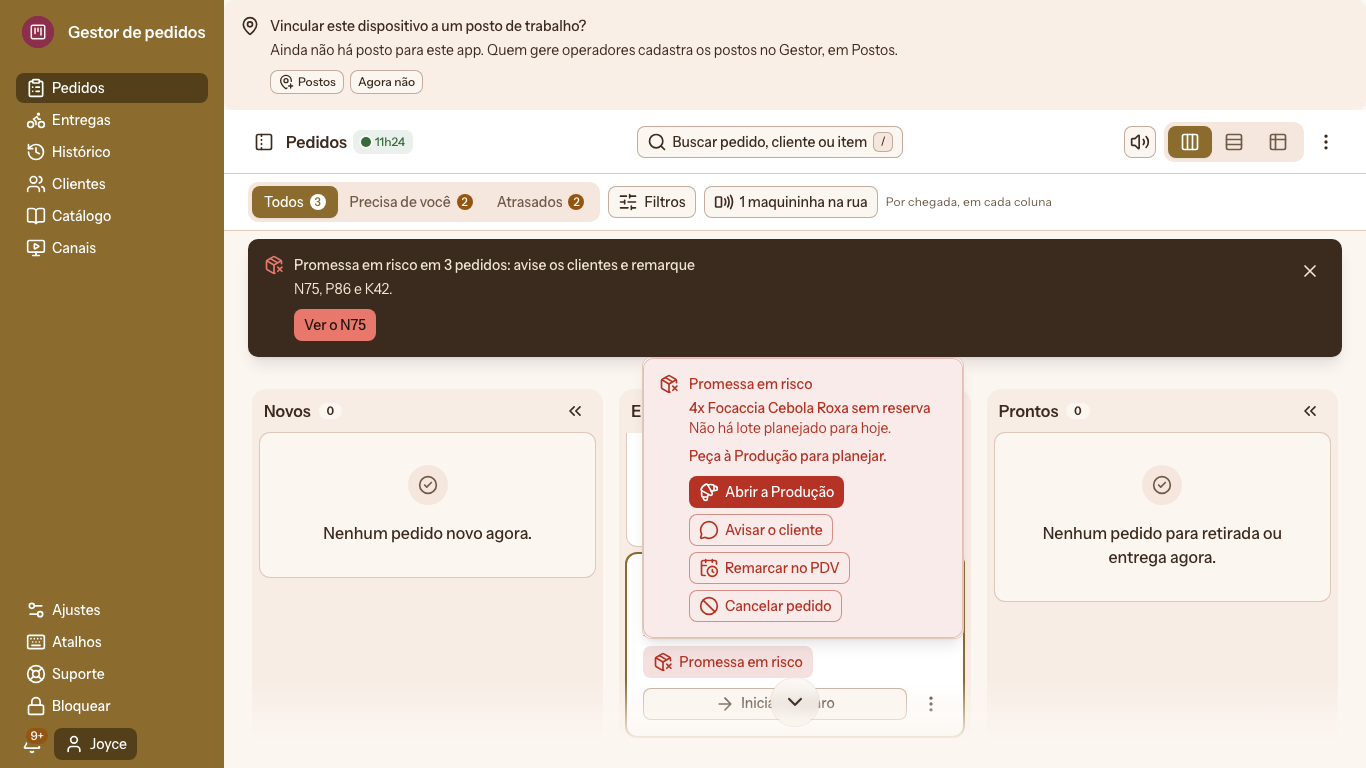 Gestor de pedidos
Pedidos
Entregas
Histórico
Clientes
Catálogo
Canais
Ajustes
Atalhos
Suporte
Bloquear
9+
Joyce
Vincular este dispositivo a um posto de trabalho?
Ainda não há posto para este app. Quem gere operadores cadastra os postos no Gestor, em Postos.
Postos
Agora não
Pedidos
11h24
Buscar pedido, cliente ou item /
Todos 3
Precisa de você 2
Atrasados 2
Filtros
1 maquininha na rua
Por chegada, em cada coluna
Promessa em risco em 3 pedidos: avise os clientes e remarque
N75, P86 e K42.
Ver o N75
Novos 0
Nenhum pedido novo agora.
E
Promessa em risco
4x Focaccia Cebola Roxa sem reserva
Não há lote planejado para hoje.
Peça à Produção para planejar.
Abrir a Produção
Avisar o cliente
Remarcar no PDV
Cancelar pedido
Promessa em risco
Prontos 0
Nenhum pedido para retirada ou
entrega agora.